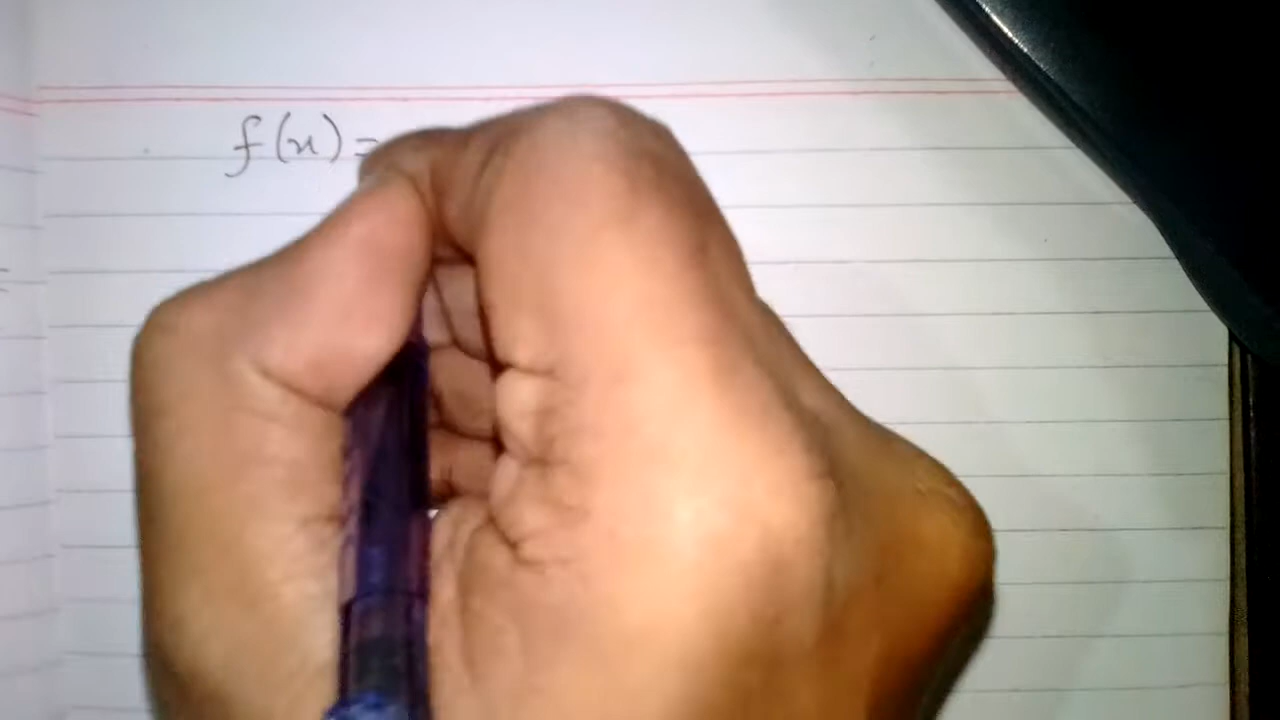 f(x) =